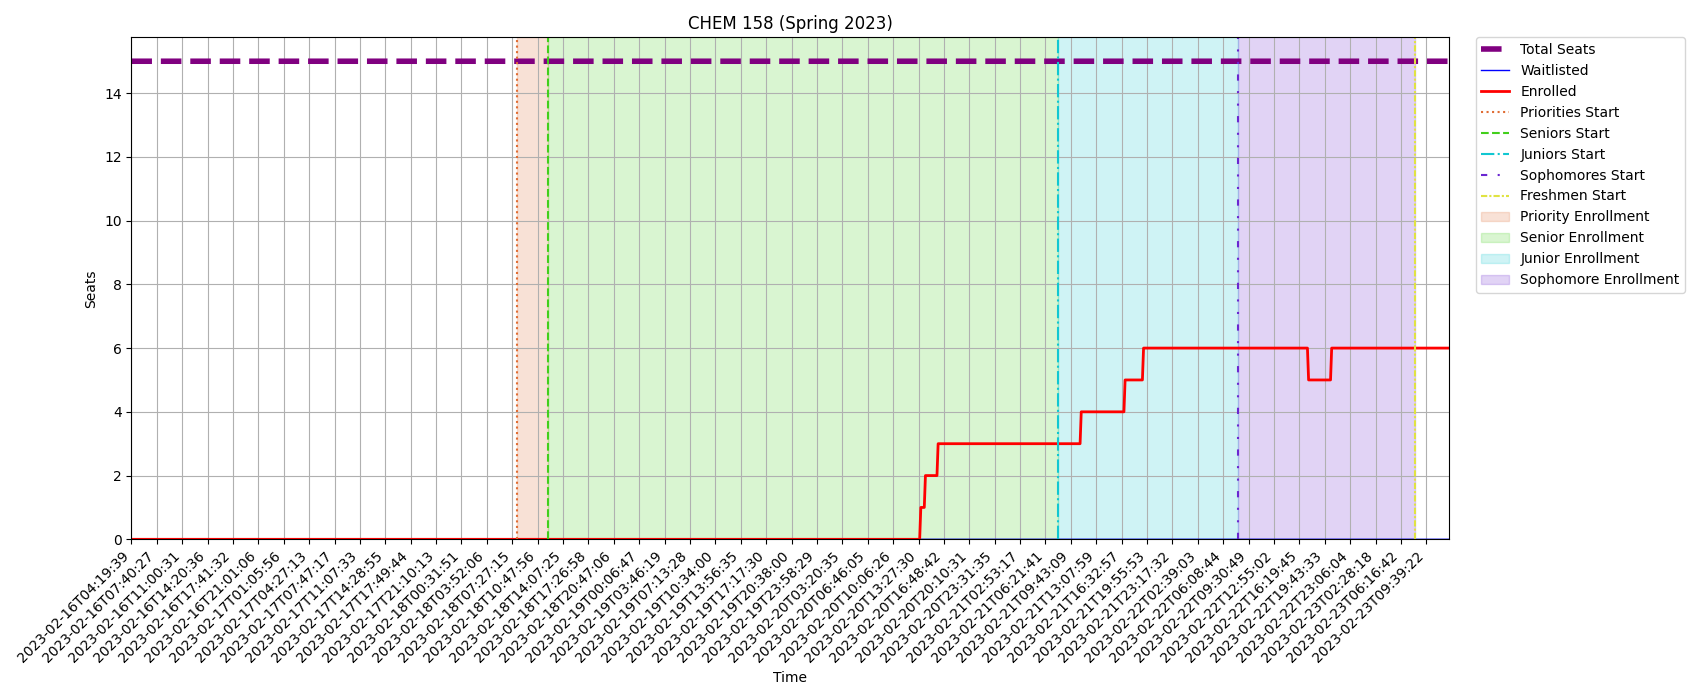 CHEM 158 (Spring 2023)
Total Seats
Waitlisted
Enrolled
Priorities Start
Seniors Start
Juniors Start
Sophomores Start
Freshmen Start
Priority Enrollment
Senior Enrollment
Junior Enrollment
Sophomore Enrollment
Seats
14
12
10
8
6
4
2
0
2023-02-16T04:19:39
2023-02-16T07:40:27
2023-02-16T11:00:31
2023-02-16T14:20:36
2023-02-16T17:41:32
2023-02-16T21:01:06
2023-02-17T01:05:56
2023-02-17T04:27:13
2023-02-17T07:47:17
2023-02-17T11:07:33
2023-02-17T14:28:55
2023-02-17T17:49:44
2023-02-17T21:10:13
2023-02-18T00:31:51
2023-02-18T03:52:06
2023-02-18T07:27:15
2023-02-18T10:47:56
2023-02-18T14:07:25
2023-02-18T17:26:58
2023-02-18T20:47:06
2023-02-19T00:06:47
2023-02-19T03:46:19
2023-02-19T07:13:28
2023-02-19T10:34:00
2023-02-19T13:56:35
2023-02-19T17:17:30
2023-02-19T20:38:00
2023-02-19T23:58:29
2023-02-20T03:20:35
2023-02-20T06:46:05
2023-02-20T10:06:26
2023-02-20T13:27:30
2023-02-20T16:48:42
2023-02-20T20:10:31
2023-02-20T23:31:35
2023-02-21T02:53:17
2023-02-21T06:21:41
2023-02-21T09:43:09
2023-02-21T13:07:59
2023-02-21T16:32:57
2023-02-21T19:55:53
2023-02-21T23:17:32
2023-02-22T02:39:03
2023-02-22T06:08:44
2023-02-22T09:30:49
2023-02-22T12:55:02
2023-02-22T16:19:45
2023-02-22T19:43:33
2023-02-22T23:06:04
2023-02-23T02:28:18
2023-02-23T06:16:42
2023-02-23T09:39:22
Time